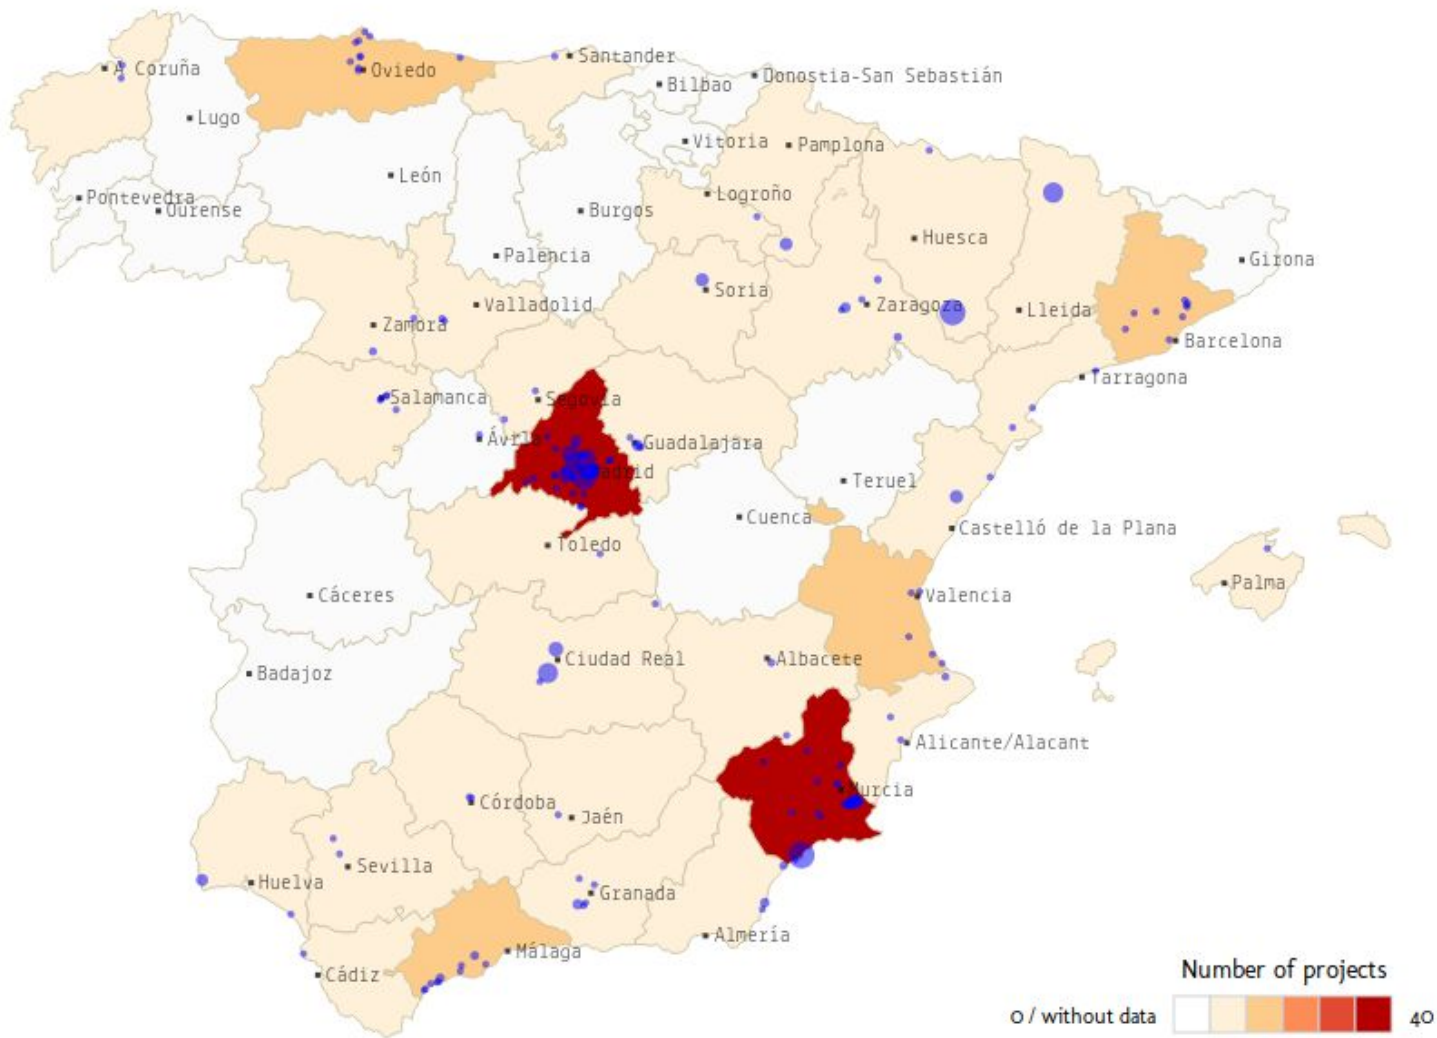 Santander
A Coruña
Oviedo
Donostia-San Sebastián
Bilbao
Lugo
Vitoria
Pamplona
León
Logroño
Pontevedra
Ourense
Burgos
Huesca
Palencia
Girona
Soria
Valladolid
Zaragoza
Lleida
Zamora
Barcelona
Tarragona
Salamanca
Segovia
Ávila
Guadalajara
Madrid
Teruel
Cuenca
Castelló de la Plana
Toledo
Palma
Cáceres
Valencia
Ciudad Real
Albacete
Badajoz
Alicante/Alacant
Murcia
Córdoba
Jaén
Sevilla
Huelva
Granada
Almería
Málaga
Cádiz
Number of projects
0 / without data
40